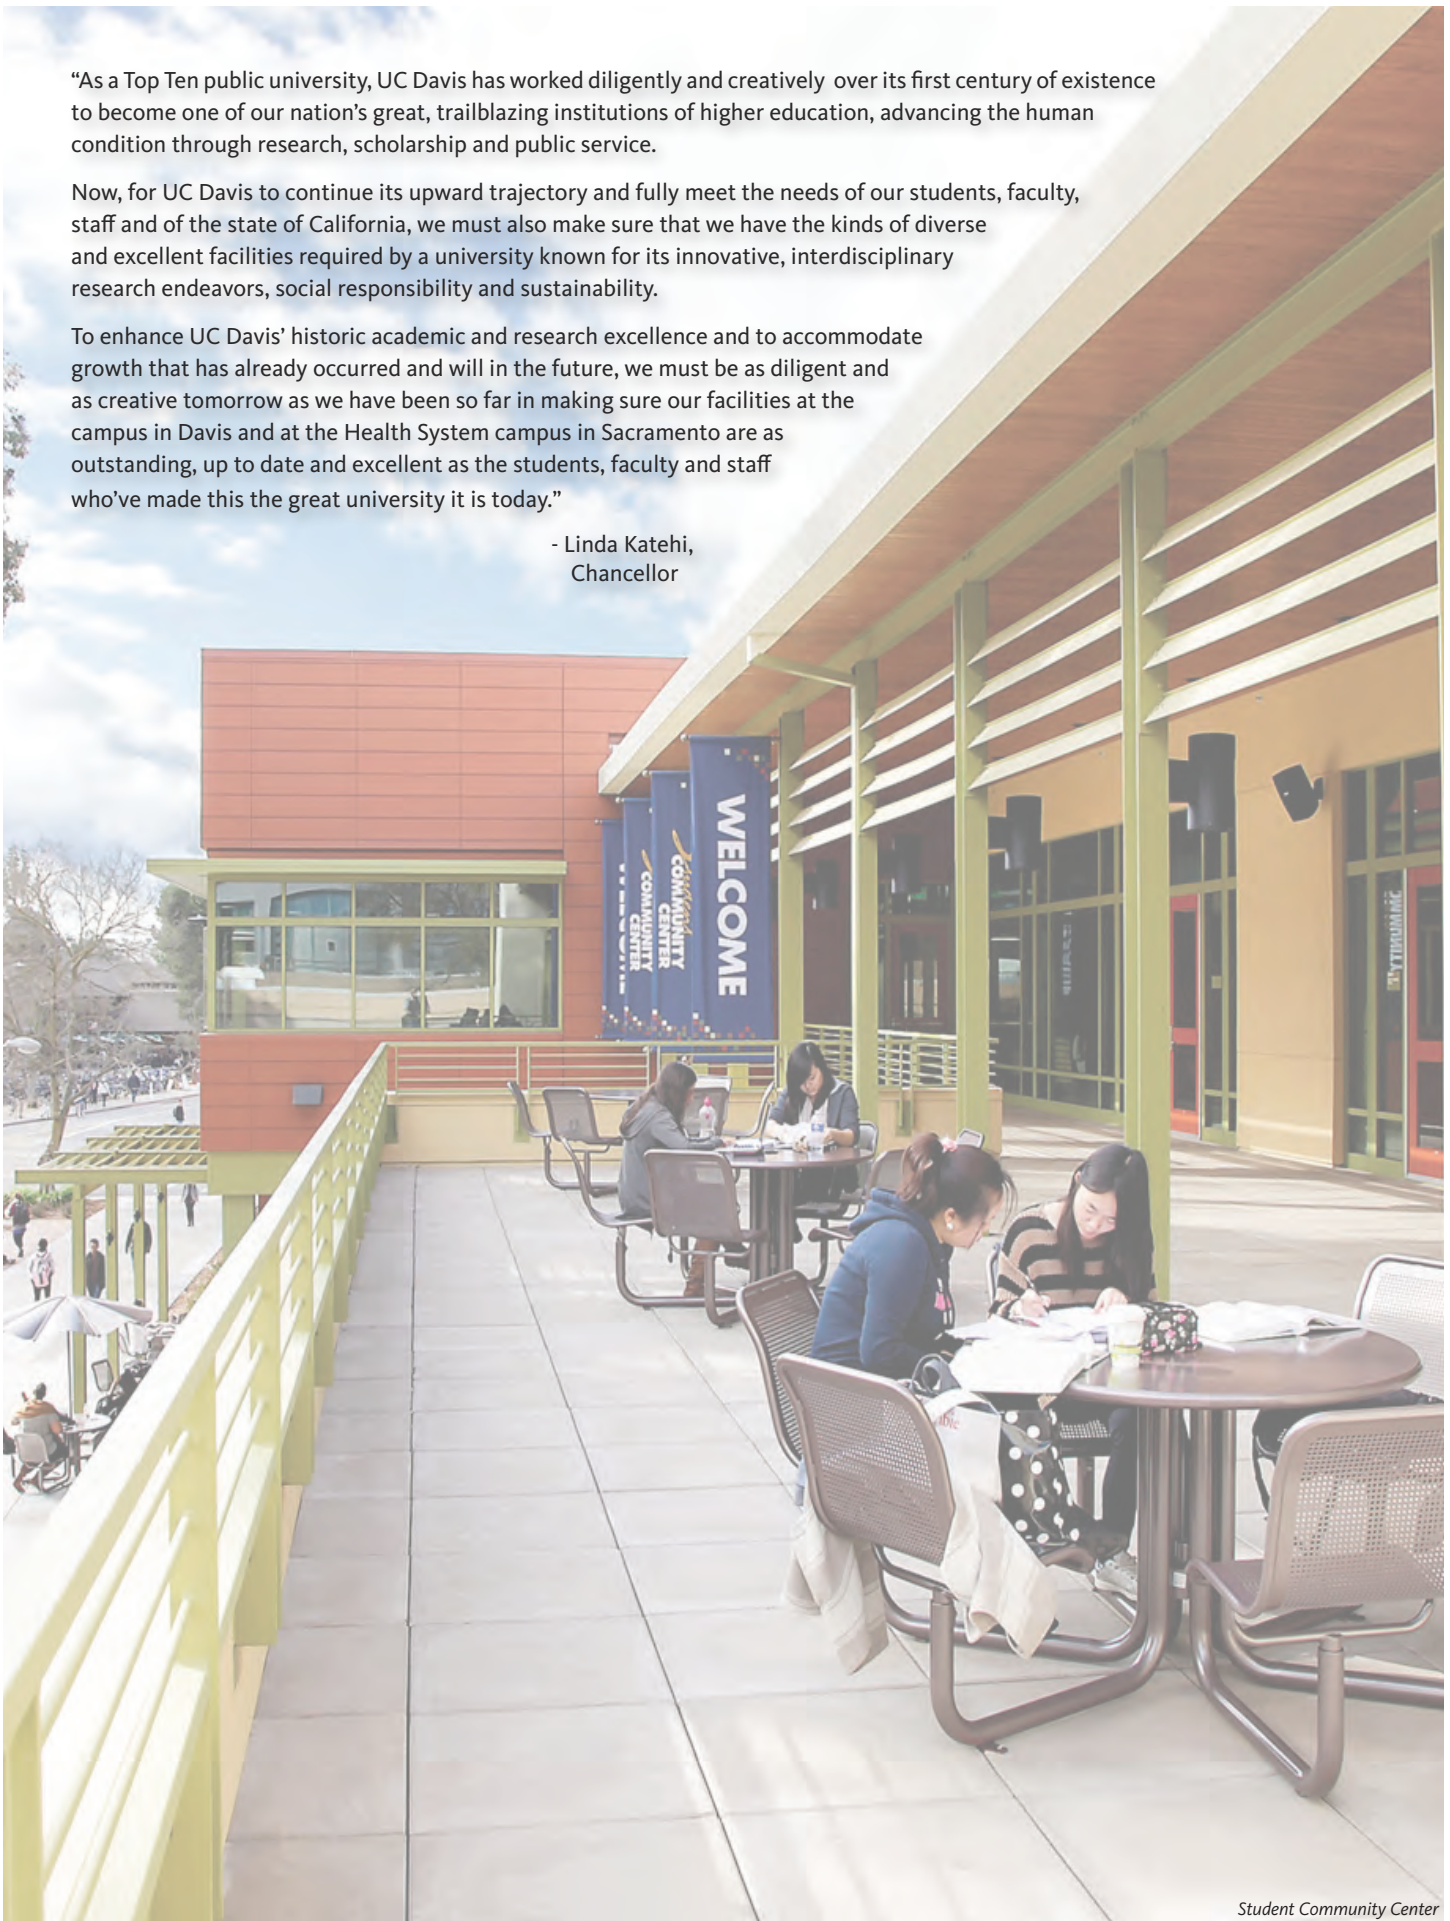 “As a Top Ten public university, UC Davis has worked diligently and creatively over its first century of existence
to become one of our nation’s great, trailblazing institutions of higher education, advancing the human
condition through research, scholarship and public service.
Now, for UC Davis to continue its upward trajectory and fully meet the needs of our students, faculty,
staff and of the state of California, we must also make sure that we have the kinds of diverse
and excellent facilities required by a university known for its innovative, interdisciplinary
research endeavors, social responsibility and sustainability.
To enhance UC Davis’ historic academic and research excellence and to accommodate
growth that has already occurred and will in the future, we must be as diligent and
as creative tomorrow as we have been so far in making sure our facilities at the
campus in Davis and at the Health System campus in Sacramento are as
outstanding, up to date and excellent as the students, faculty and staff
who’ve made this the great university it is today.”
- Linda Katehi,
Chancellor
WELCOME
Student
COMMUNITY
CENTER
COMMUNITY
CENTER
COMMUNITY
Student Community Center